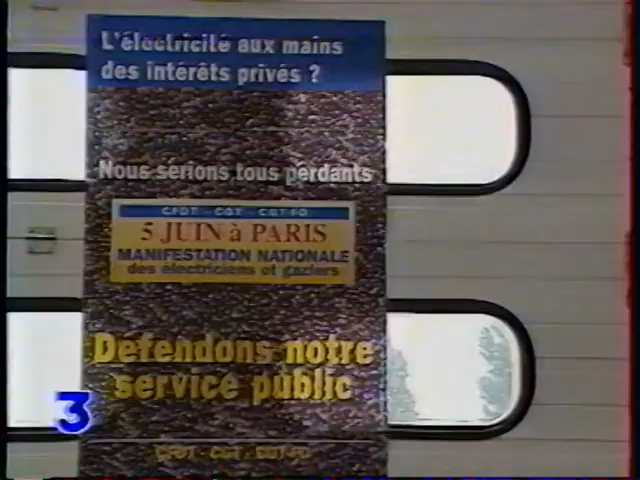 L'électricité aux mains
des intérêts privés ?
Nous serions tous perdants
CFDT - CGT - CGT-FO
5 JUIN à PARIS
MANIFESTATION NATIONALE
des électriciens et gaziers
Défendons notre
service public
3
CFDT - CGT - CGT-FO